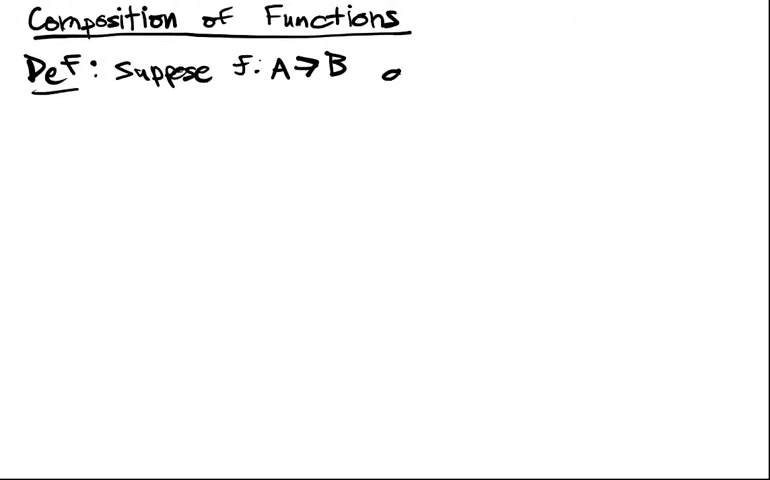 Composition of Functions
Def: Suppose f: A→B